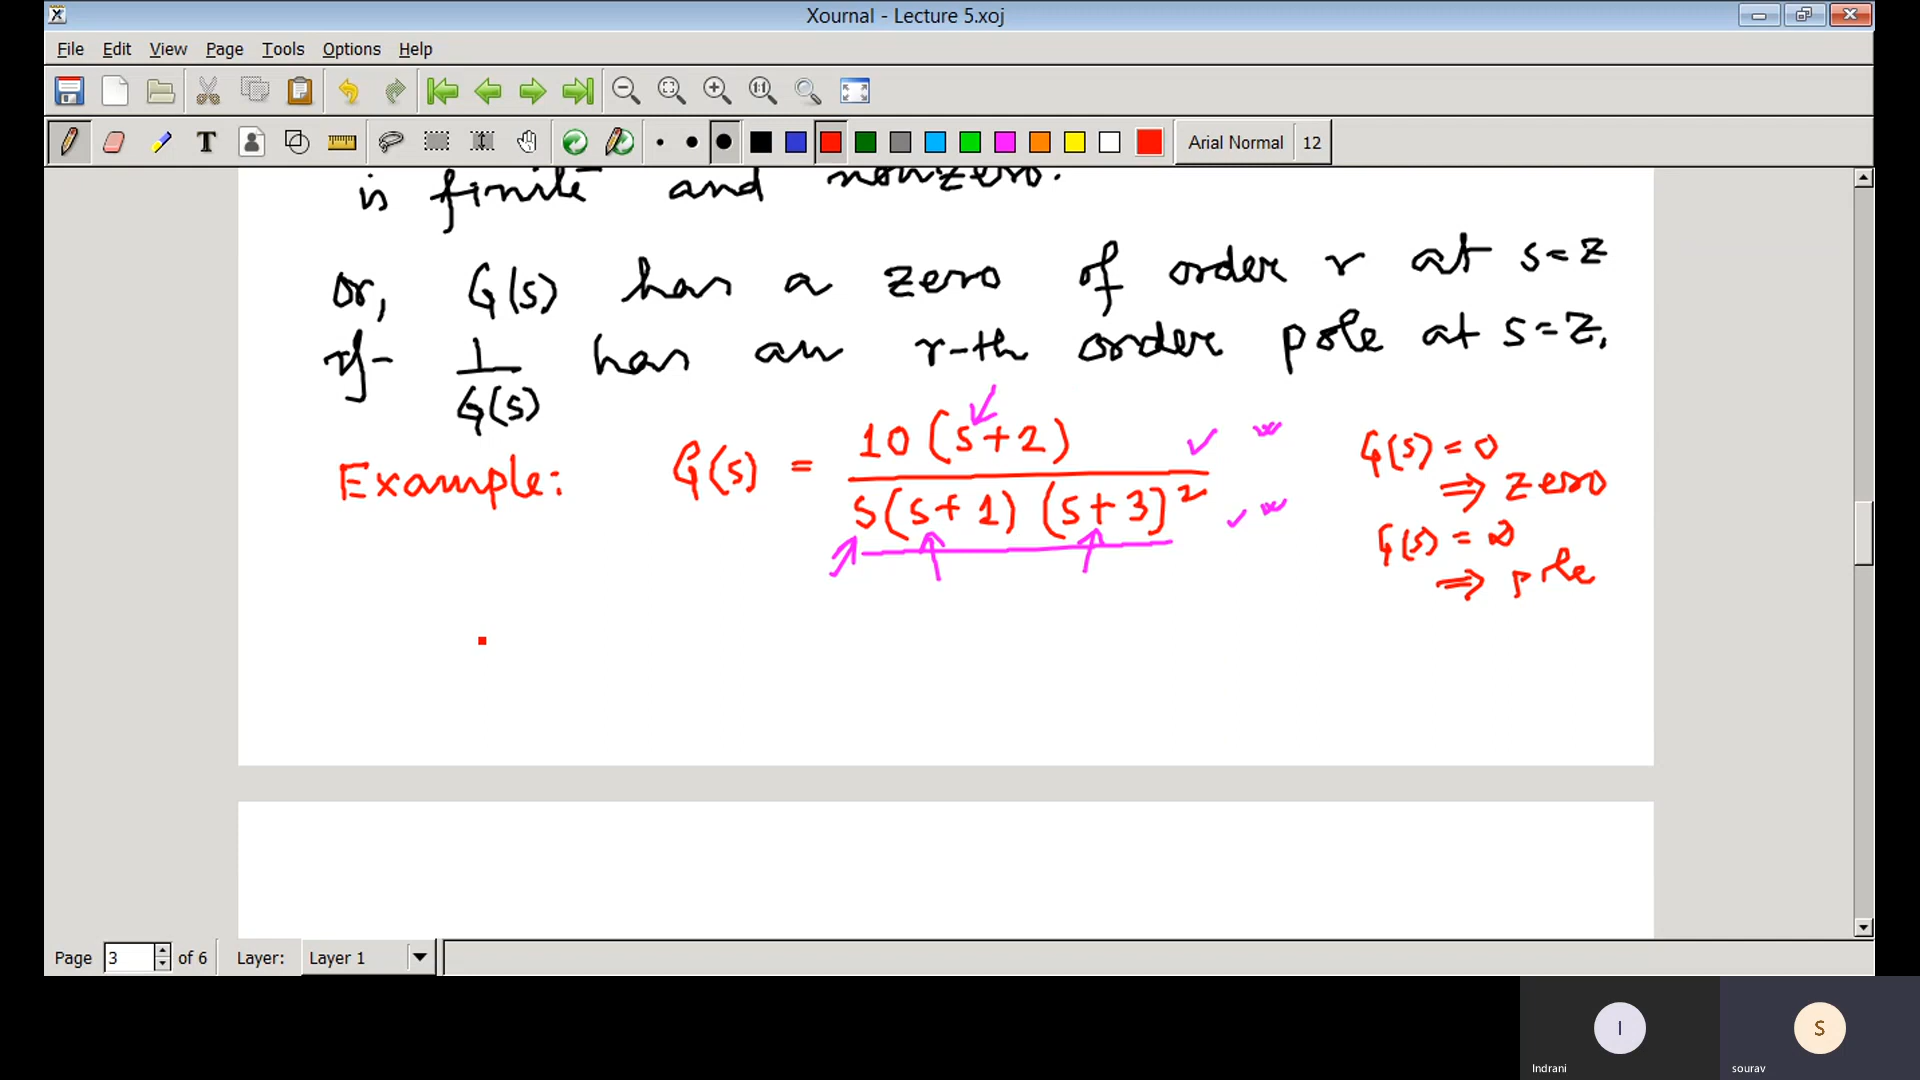 Xournal - Lecture 5.xoj
File Edit View Page Tools Options Help
Arial Normal 12
is finite and nonzero.
or, G(s) has a zero of order r at s=z
if 1/G(s) has an r-th order pole at s=z.
Example: G(s) = 10(s+2) / s(s+1)(s+3)²
G(s) = 0
⇒ zero
G(s) = ∞
⇒ pole
Page 3 of 6 Layer: Layer 1
I S
Indrani sourav